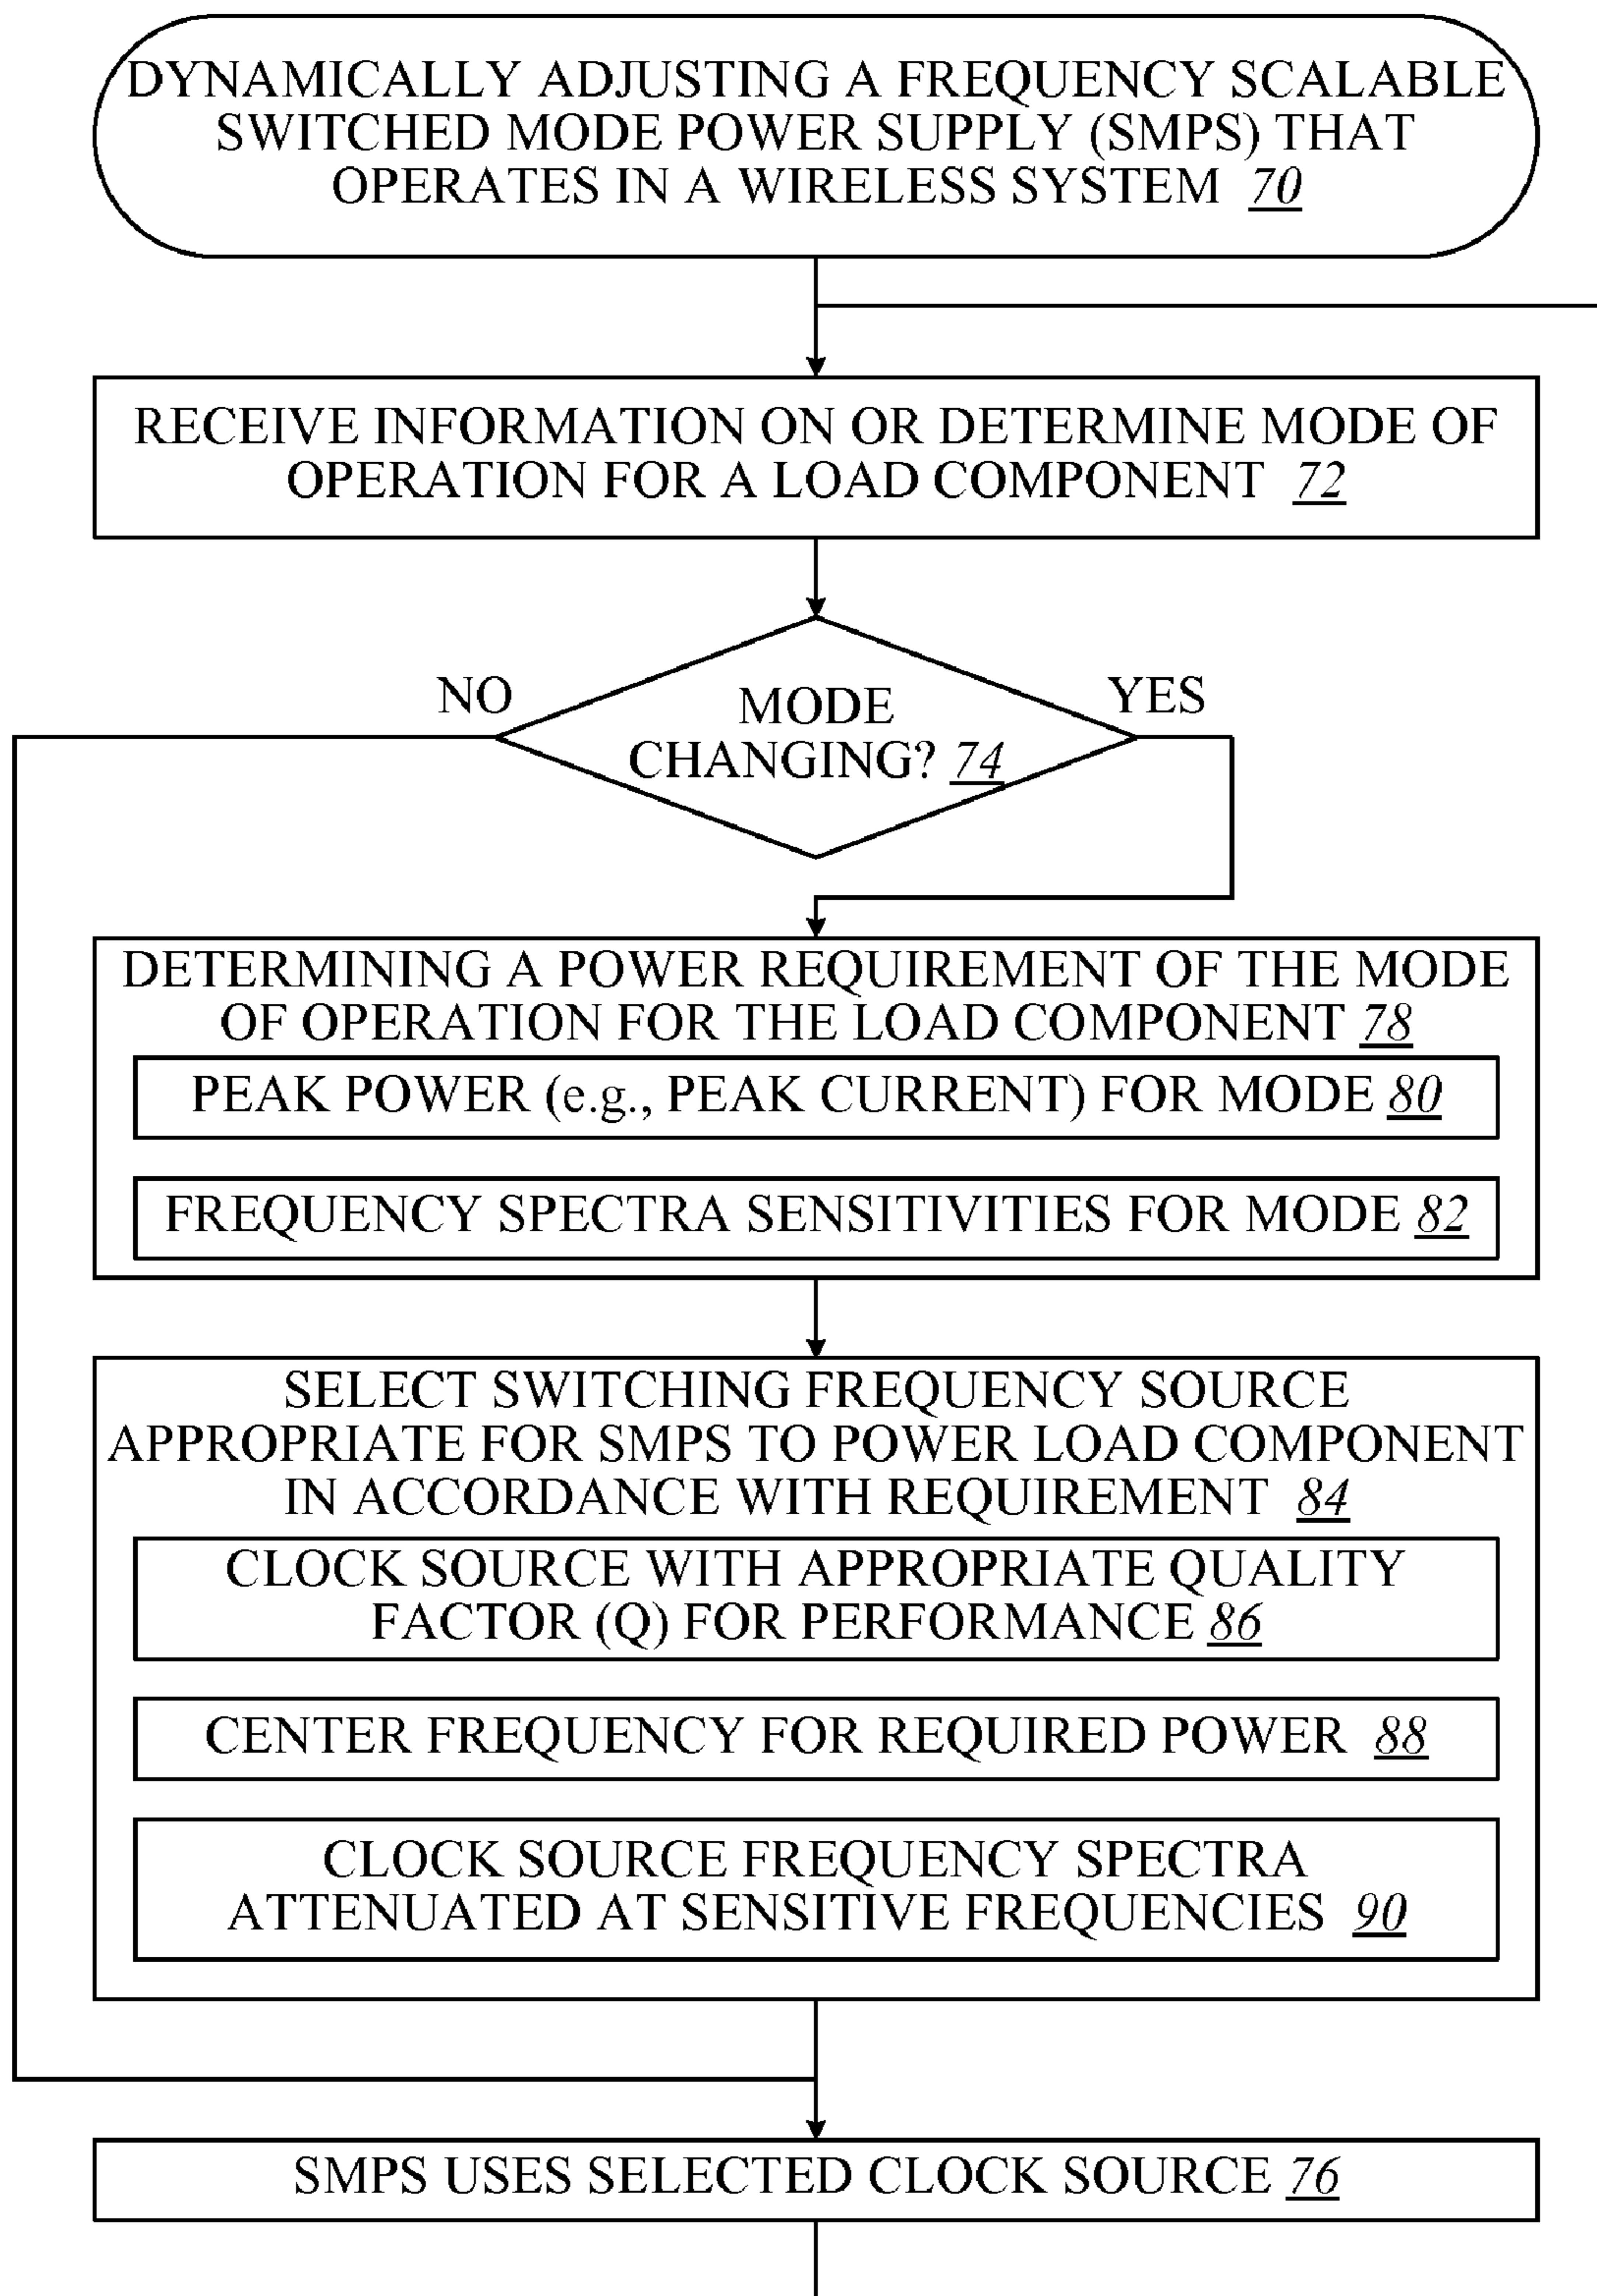 DYNAMICALLY ADJUSTING A FREQUENCY SCALABLE
SWITCHED MODE POWER SUPPLY (SMPS) THAT
OPERATES IN A WIRELESS SYSTEM 70
RECEIVE INFORMATION ON OR DETERMINE MODE OF
OPERATION FOR A LOAD COMPONENT 72
NO
YES
MODE
CHANGING? 74
DETERMINING A POWER REQUIREMENT OF THE MODE
OF OPERATION FOR THE LOAD COMPONENT 78
PEAK POWER (e.g., PEAK CURRENT) FOR MODE 80
FREQUENCY SPECTRA SENSITIVITIES FOR MODE 82
SELECT SWITCHING FREQUENCY SOURCE
APPROPRIATE FOR SMPS TO POWER LOAD COMPONENT
IN ACCORDANCE WITH REQUIREMENT 84
CLOCK SOURCE WITH APPROPRIATE QUALITY
FACTOR (Q) FOR PERFORMANCE 86
CENTER FREQUENCY FOR REQUIRED POWER 88
CLOCK SOURCE FREQUENCY SPECTRA
ATTENUATED AT SENSITIVE FREQUENCIES 90
SMPS USES SELECTED CLOCK SOURCE 76